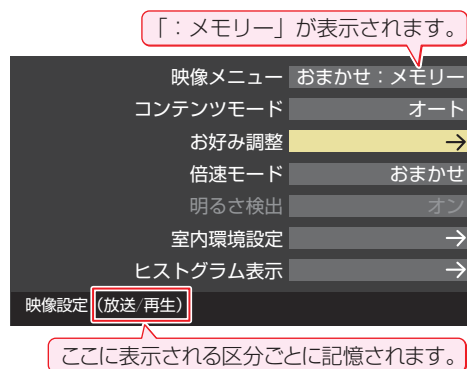 「：メモリー」が表示されます。
映像メニュー おまかせ：メモリー
コンテンツモード オート
お好み調整 →
倍速モード おまかせ
明るさ検出 オン
室内環境設定 →
ヒストグラム表示 →
映像設定 (放送/再生)
ここに表示される区分ごとに記憶されます。